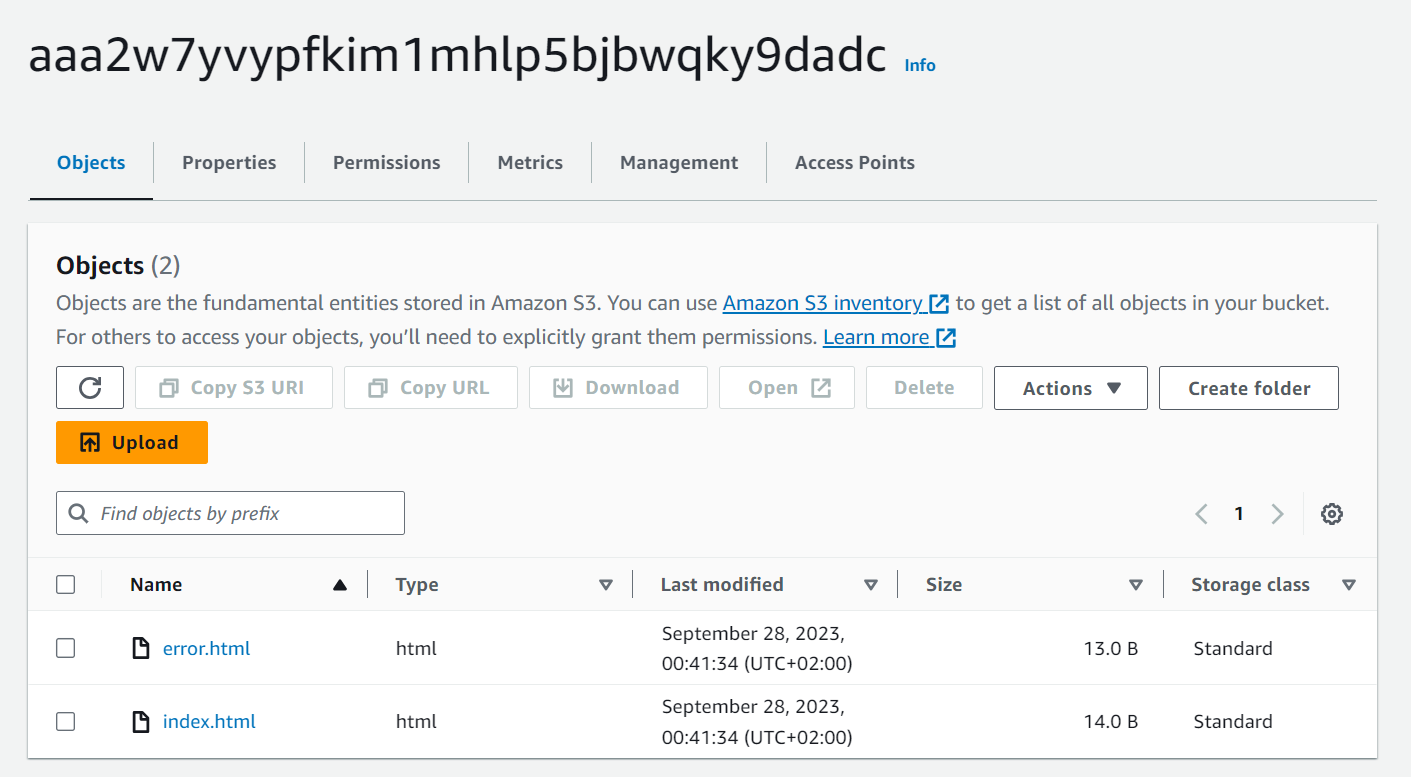 aaa2w7yvypfkim1mhlp5bjbwqky9dadc Info
Objects Properties Permissions Metrics Management Access Points
Objects (2)
Objects are the fundamental entities stored in Amazon S3. You can use Amazon S3 inventory to get a list of all objects in your bucket.
For others to access your objects, you’ll need to explicitly grant them permissions. Learn more
Copy S3 URI Copy URL Download Open Delete Actions Create folder
Upload
Find objects by prefix 1
Name Type Last modified Size Storage class
error.html html September 28, 2023, 13.0 B Standard
00:41:34 (UTC+02:00)
index.html html September 28, 2023, 14.0 B Standard
00:41:34 (UTC+02:00)